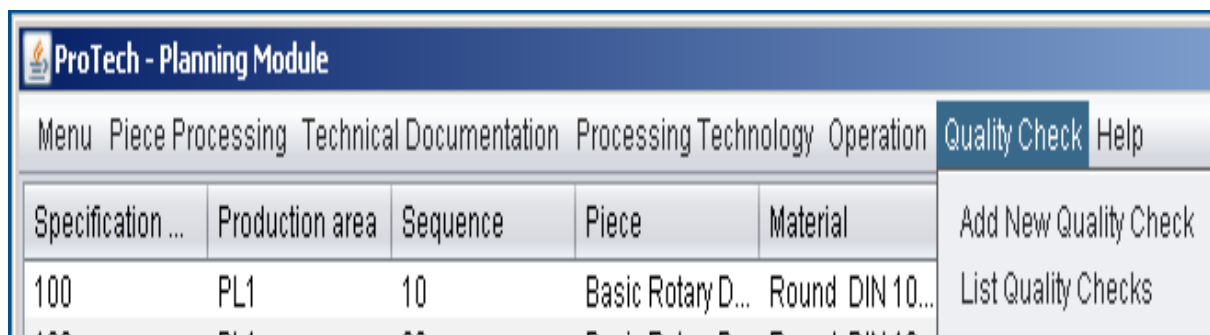 ProTech - Planning Module
Menu Piece Processing Technical Documentation Processing Technology Operation Quality Check Help
Specification ... Production area Sequence Piece Material Add New Quality Check
100 PL1 10 Basic Rotary D... Round DIN 10... List Quality Checks